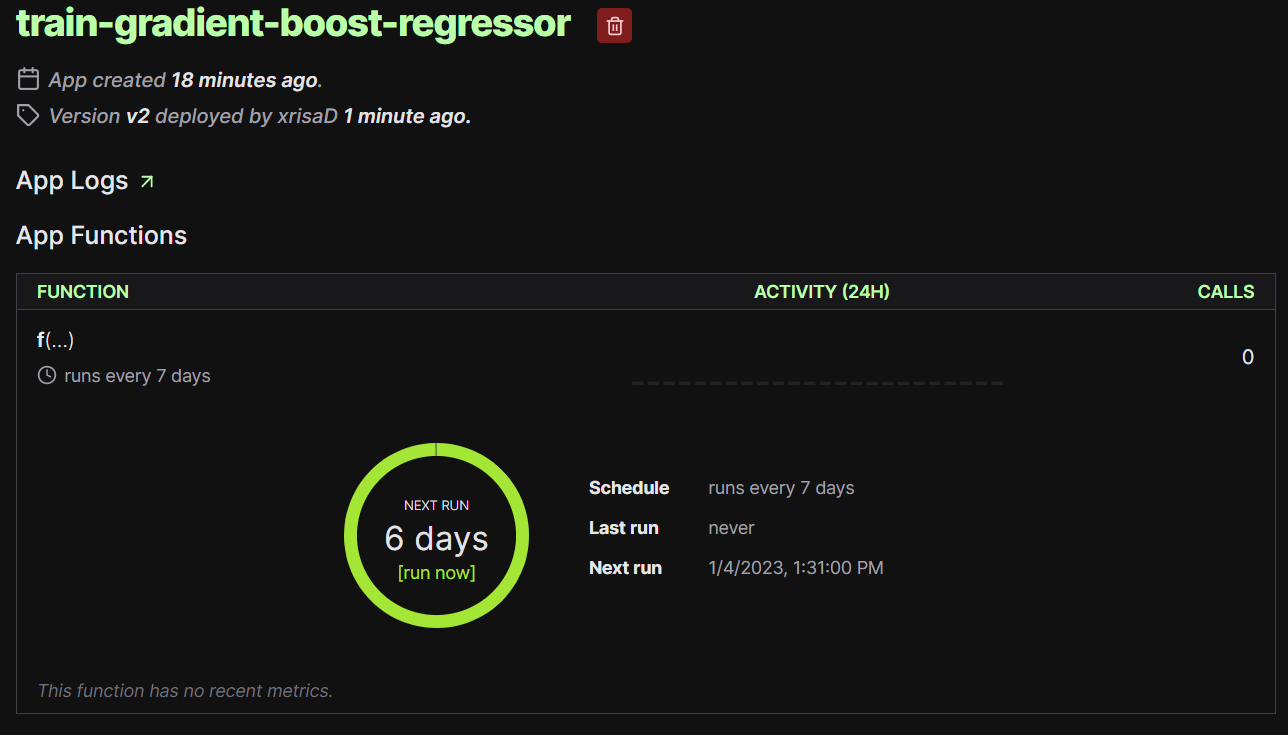 train-gradient-boost-regressor
App created 18 minutes ago.
Version v2 deployed by xrisaD 1 minute ago.
App Logs
App Functions
FUNCTION ACTIVITY (24H) CALLS
f(...)
0
runs every 7 days
NEXT RUN
6 days
[run now]
Schedule runs every 7 days
Last run never
Next run 1/4/2023, 1:31:00 PM
This function has no recent metrics.